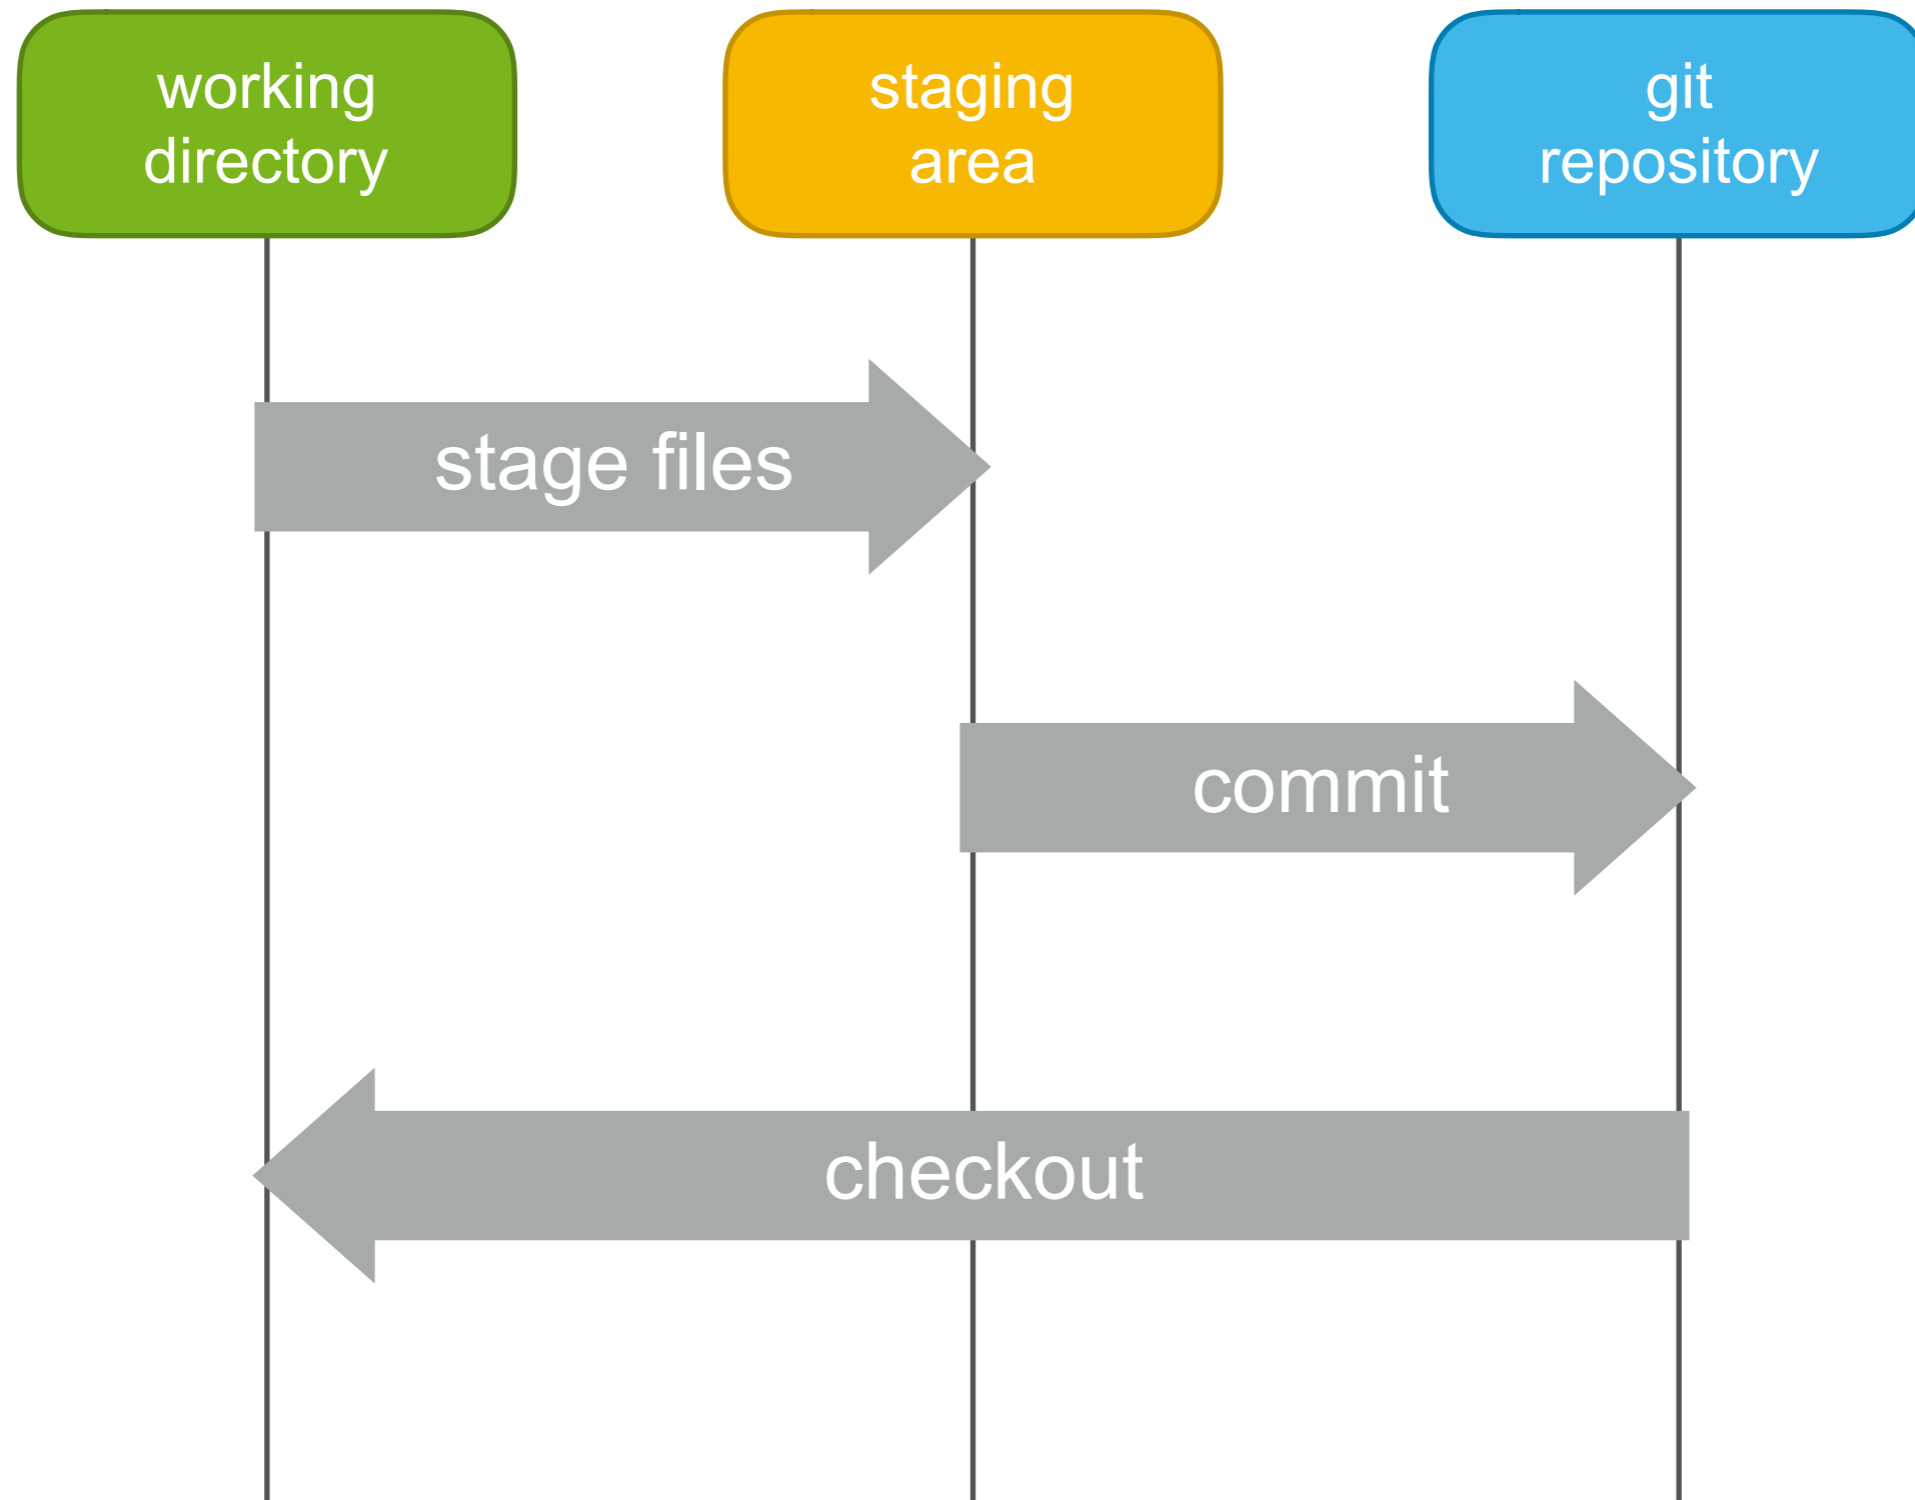 working
directory
staging
area
git
repository
stage files
commit
checkout